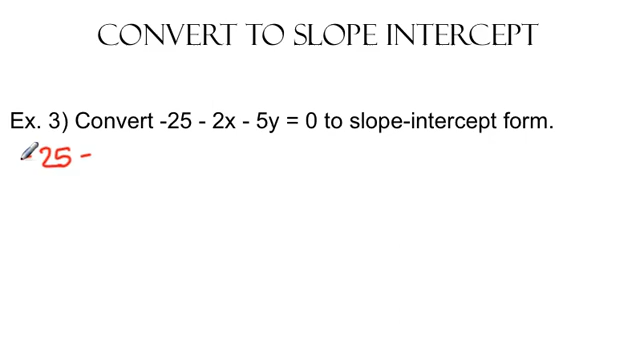 CONVERT TO SLOPE INTERCEPT
Ex. 3) Convert -25 - 2x - 5y = 0 to slope-intercept form.
-25 -